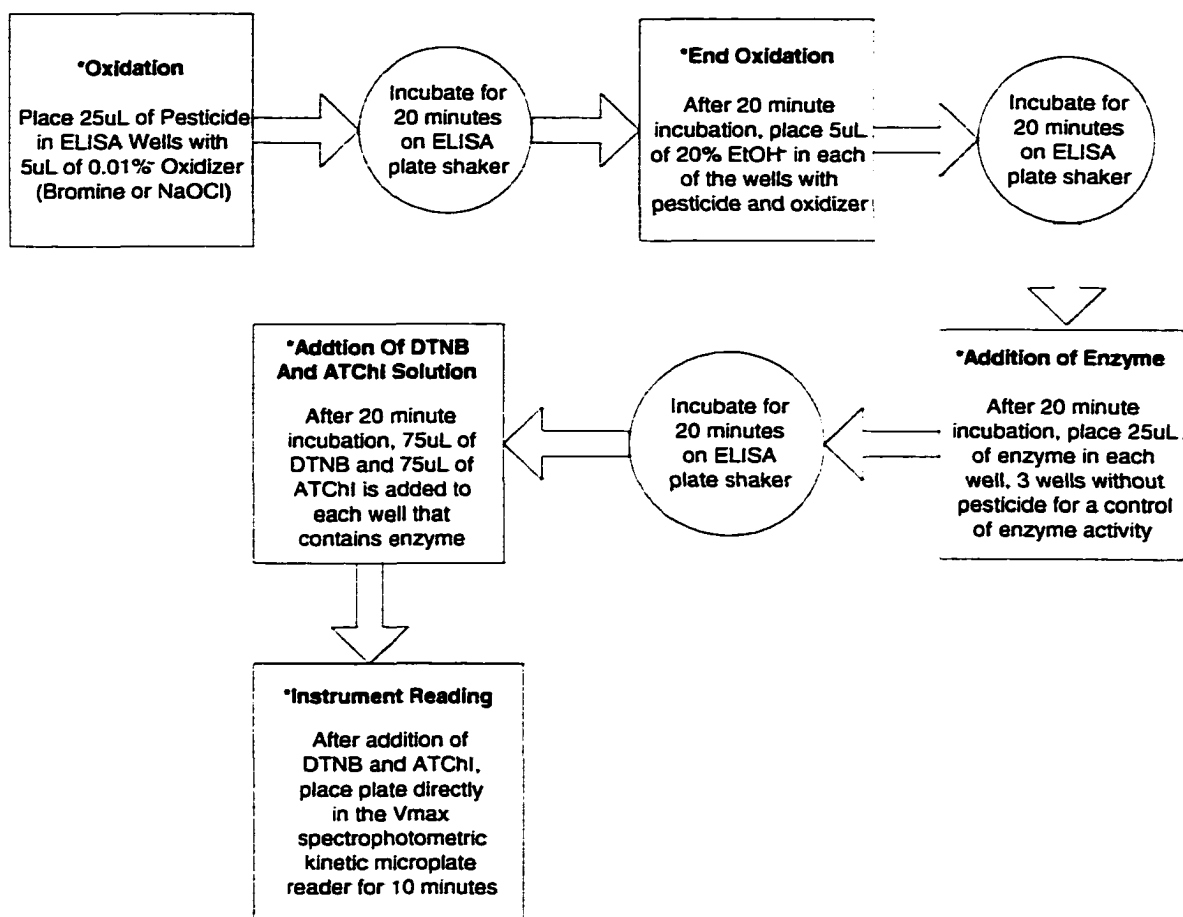 *Oxidation
Place 25uL of Pesticide
in ELISA Wells with
5uL of 0.01%- Oxidizer
(Bromine or NaOCl)
Incubate for
20 minutes
on ELISA
plate shaker
*End Oxidation
After 20 minute
incubation, place 5uL
of 20% EtOH- in each
of the wells with
pesticide and oxidizer
Incubate for
20 minutes
on ELISA
plate shaker
*Addition of Enzyme
After 20 minute
incubation, place 25uL
of enzyme in each
well, 3 wells without
pesticide for a control
of enzyme activity
Incubate for
20 minutes
on ELISA
plate shaker
*Addtion Of DTNB
And ATChI Solution
After 20 minute
incubation, 75uL of
DTNB and 75uL of
ATChI is added to
each well that
contains enzyme
*Instrument Reading
After addition of
DTNB and ATChI,
place plate directly
in the Vmax
spectrophotometric
kinetic microplate
reader for 10 minutes